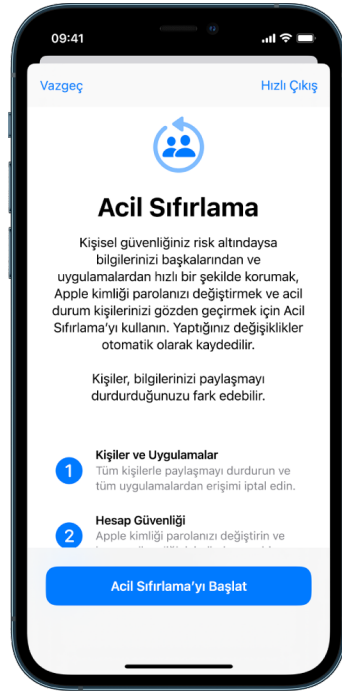 09:41
Vazgeç
Hızlı Çıkış
Acil Sıfırlama
Kişisel güvenliğiniz risk altındaysa
bilgilerinizi başkalarından ve
uygulamalardan hızlı bir şekilde korumak,
Apple kimliği parolanızı değiştirmek ve acil
durum kişilerinizi gözden geçirmek için Acil
Sıfırlama’yı kullanın. Yaptığınız değişiklikler
otomatik olarak kaydedilir.
Kişiler, bilgilerinizi paylaşmayı
durdurduğunuzu fark edebilir.
1
Kişiler ve Uygulamalar
Tüm kişilerle paylaşmayı durdurun ve
tüm uygulamalardan erişimi iptal edin.
2
Hesap Güvenliği
Apple kimliği parolanızı değiştirin ve
Acil Sıfırlama’yı Başlat